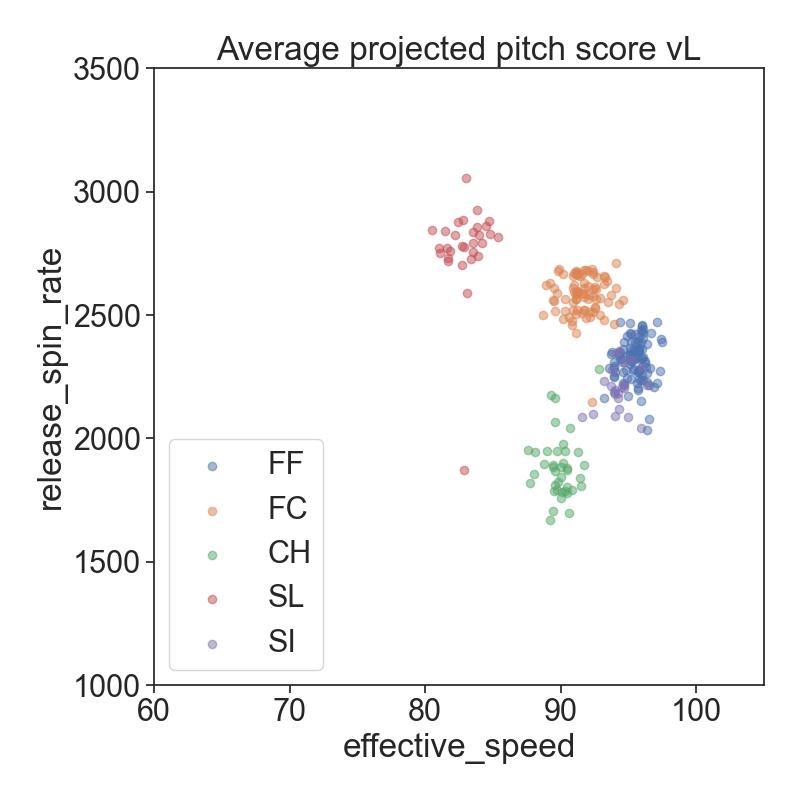 Average projected pitch score vL
3500
3000
2500
2000
1500
1000
release_spin_rate
FF
FC
CH
SL
SI
60 70 80 90 100
effective_speed